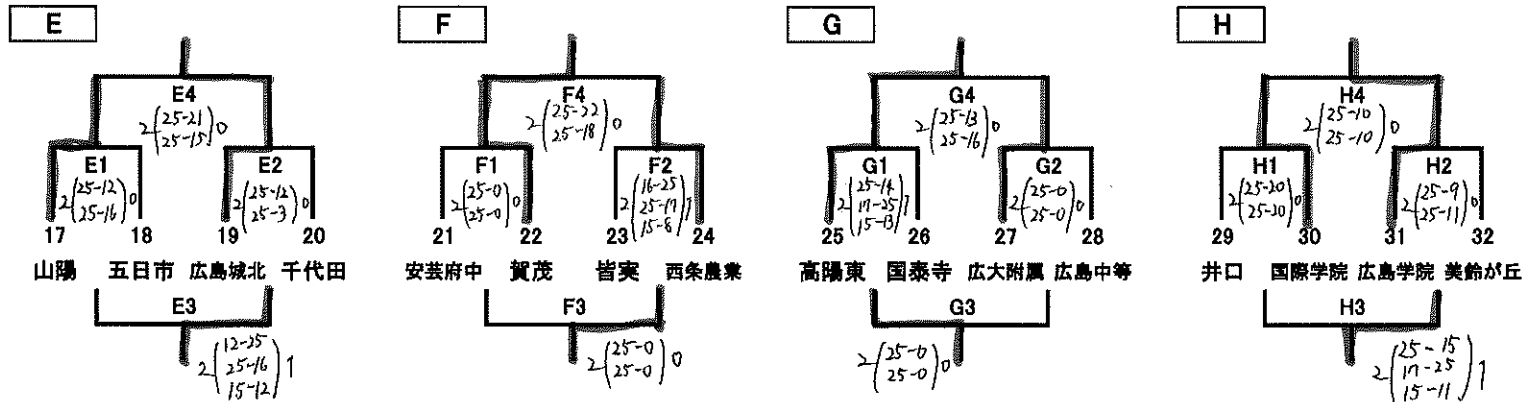 E
F
G
H
E4
2(25-21 25-15)0
F4
2(25-22 25-18)0
G4
2(25-13 25-16)0
H4
2(25-10 25-10)0
E1
2(25-12 25-16)0
E2
2(25-12 25-3)0
F1
2(25-0 25-0)0
F2
2(16-25 25-17 15-8)1
G1
2(25-14 17-25 15-13)1
G2
2(25-0 25-0)0
H1
2(25-20 25-20)0
H2
2(25-9 25-11)0
17 18 19 20
21 22 23 24
25 26 27 28
29 30 31 32
山陽 五日市 広島城北 千代田
安芸府中 賀茂 皆実 西条農業
高陽東 国泰寺 広大附属 広島中等
井口 国際学院 広島学院 美鈴が丘
E3
2(12-25 25-16 15-12)1
F3
2(25-0 25-0)0
G3
2(25-0 25-0)0
H3
2(25-15 17-25 15-11)1